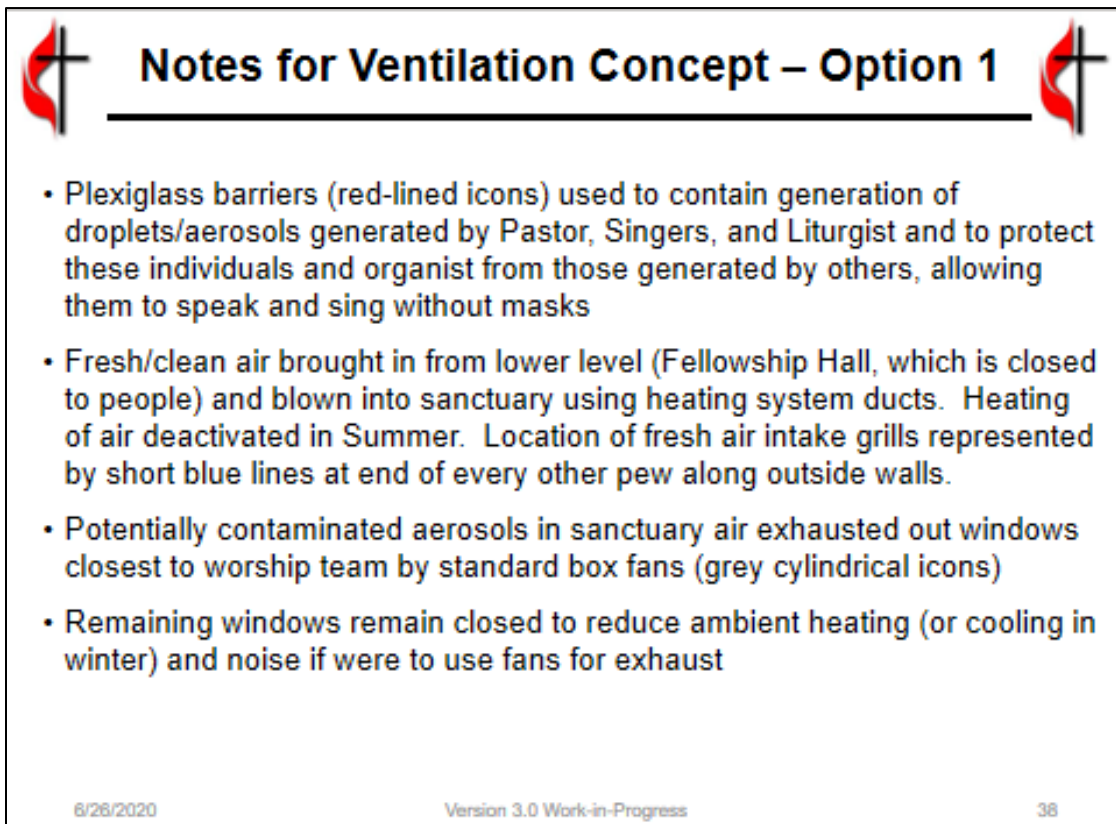 Notes for Ventilation Concept – Option 1
• Plexiglass barriers (red-lined icons) used to contain generation of
droplets/aerosols generated by Pastor, Singers, and Liturgist and to protect
these individuals and organist from those generated by others, allowing
them to speak and sing without masks
• Fresh/clean air brought in from lower level (Fellowship Hall, which is closed
to people) and blown into sanctuary using heating system ducts.  Heating
of air deactivated in Summer.  Location of fresh air intake grills represented
by short blue lines at end of every other pew along outside walls.
• Potentially contaminated aerosols in sanctuary air exhausted out windows
closest to worship team by standard box fans (grey cylindrical icons)
• Remaining windows remain closed to reduce ambient heating (or cooling in
winter) and noise if were to use fans for exhaust
6/26/2020 Version 3.0 Work-in-Progress 38